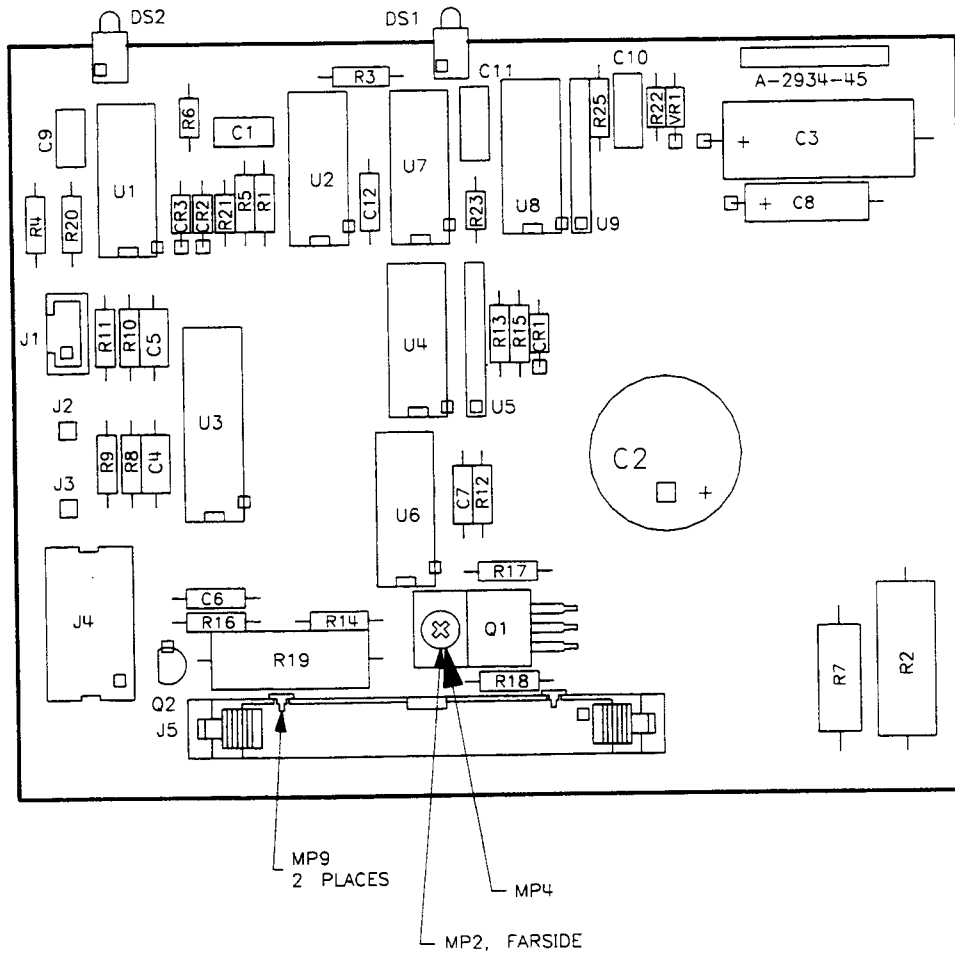 DS2
DS1
R3
C11
C10
A-2934-45
C9
R6
C1
U1
U2
U7
U8
R25
R22
VR1
+ C3
R4
R20
CR3
CR2
R21
R5
R1
C12
R23
U9
+ C8
J1
R11
R10
C5
U3
U4
U5
R13
R15
CR1
J2
J3
R9
R8
C4
U6
C7
R12
C2
+
J4
C6
R16
R14
R17
Q1
R19
R18
Q2
J5
R7
R2
MP9
2 PLACES
MP4
MP2, FARSIDE